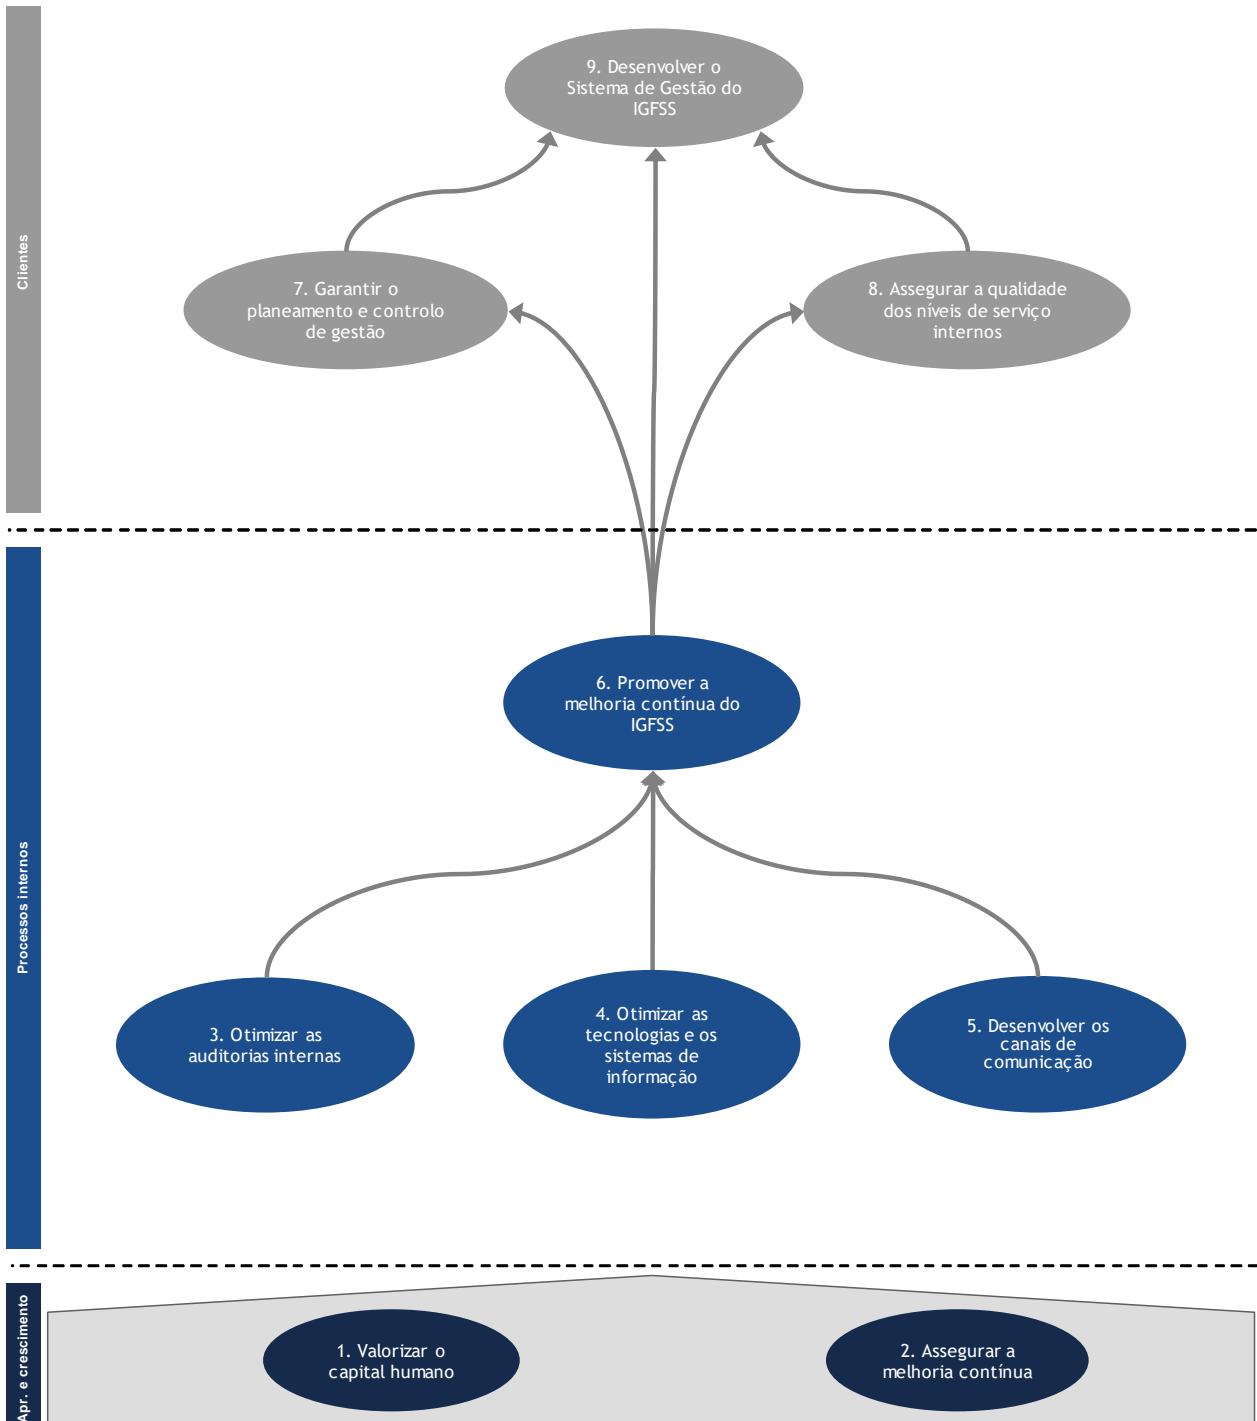 Clientes
9. Desenvolver o
Sistema de Gestão do
IGFSS
7. Garantir o
planeamento e controlo
de gestão
8. Assegurar a qualidade
dos níveis de serviço
internos
Processos internos
6. Promover a
melhoria contínua do
IGFSS
3. Otimizar as
auditorias internas
4. Otimizar as
tecnologias e os
sistemas de
informação
5. Desenvolver os
canais de
comunicação
Apr. e crescimento
1. Valorizar o
capital humano
2. Assegurar a
melhoria contínua